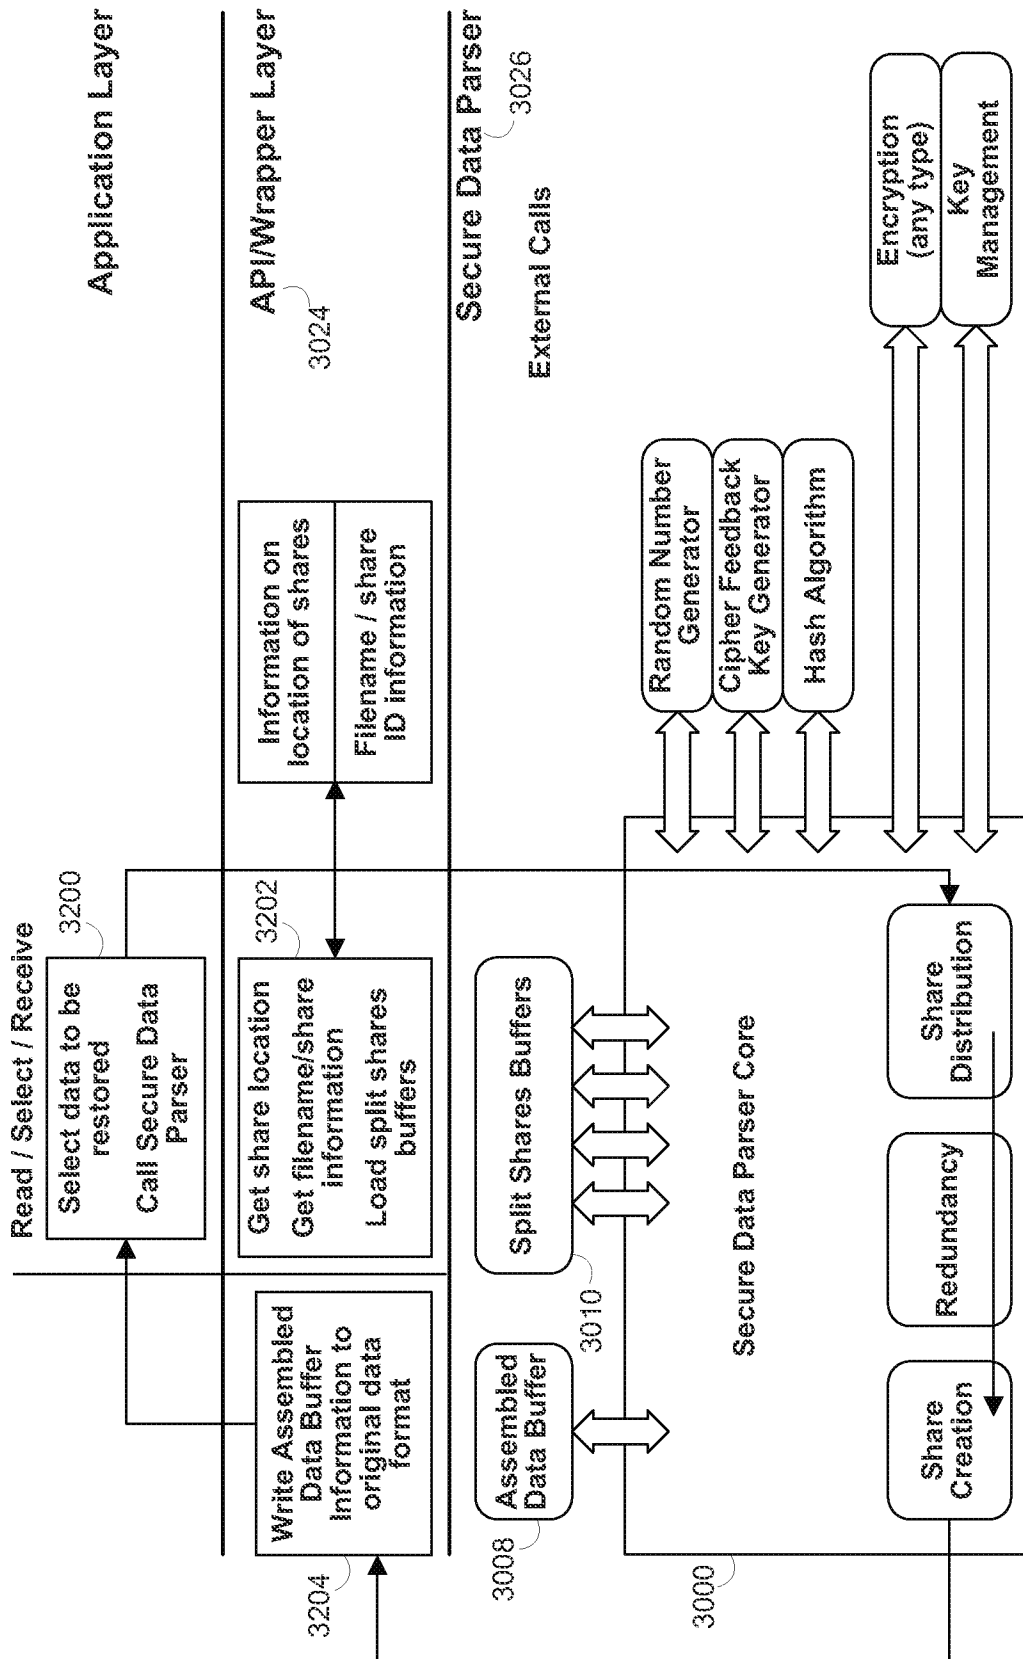 Application Layer
Read / Select / Receive
3200
Select data to be
restored
Call Secure Data
Parser
API/Wrapper Layer
3024
Write Assembled
Data Buffer
Information to
original data
format
3204
3202
Get share location
Get filename/share
information
Load split shares
buffers
Information on
location of shares
Filename / share
ID information
Secure Data Parser
3026
External Calls
Assembled
Data Buffer
3008
Split Shares Buffers
3010
Random Number
Generator
Cipher Feedback
Key Generator
Hash Algorithm
Encryption
(any type)
Key
Management
3000
Secure Data Parser Core
Share
Creation
Redundancy
Share
Distribution